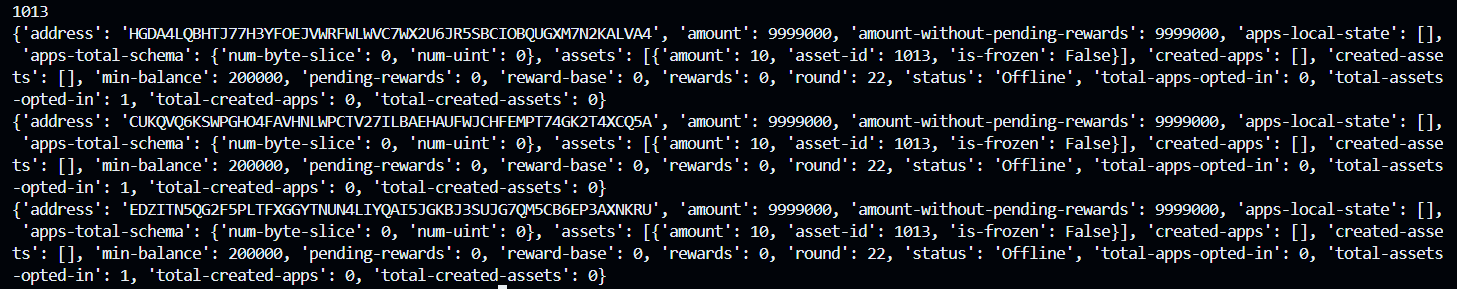 1013
{'address': 'HGDA4LQBHTJ77H3YFOEJVWRFWLWVC7WX2U6JR5SBCIOBQUGXM7N2KALVA4', 'amount': 9999000, 'amount-without-pending-rewards': 9999000, 'apps-local-state': [],
 'apps-total-schema': {'num-byte-slice': 0, 'num-uint': 0}, 'assets': [{'amount': 10, 'asset-id': 1013, 'is-frozen': False}], 'created-apps': [], 'created-asse
ts': [], 'min-balance': 200000, 'pending-rewards': 0, 'reward-base': 0, 'rewards': 0, 'round': 22, 'status': 'Offline', 'total-apps-opted-in': 0, 'total-assets
-opted-in': 1, 'total-created-apps': 0, 'total-created-assets': 0}
{'address': 'CUKQVQ6KSWPGHO4FAVHNLWPCTV27ILBAEHAUFWJCHFEMPT74GK2T4XCQ5A', 'amount': 9999000, 'amount-without-pending-rewards': 9999000, 'apps-local-state': [],
 'apps-total-schema': {'num-byte-slice': 0, 'num-uint': 0}, 'assets': [{'amount': 10, 'asset-id': 1013, 'is-frozen': False}], 'created-apps': [], 'created-asse
ts': [], 'min-balance': 200000, 'pending-rewards': 0, 'reward-base': 0, 'rewards': 0, 'round': 22, 'status': 'Offline', 'total-apps-opted-in': 0, 'total-assets
-opted-in': 1, 'total-created-apps': 0, 'total-created-assets': 0}
{'address': 'EDZITN5QG2F5PLTFXGGYTNUN4LIYQAI5JGKBJ3SUJG7QM5CB6EP3AXNKRU', 'amount': 9999000, 'amount-without-pending-rewards': 9999000, 'apps-local-state': [],
 'apps-total-schema': {'num-byte-slice': 0, 'num-uint': 0}, 'assets': [{'amount': 10, 'asset-id': 1013, 'is-frozen': False}], 'created-apps': [], 'created-asse
ts': [], 'min-balance': 200000, 'pending-rewards': 0, 'reward-base': 0, 'rewards': 0, 'round': 22, 'status': 'Offline', 'total-apps-opted-in': 0, 'total-assets
-opted-in': 1, 'total-created-apps': 0, 'total-created-assets': 0}